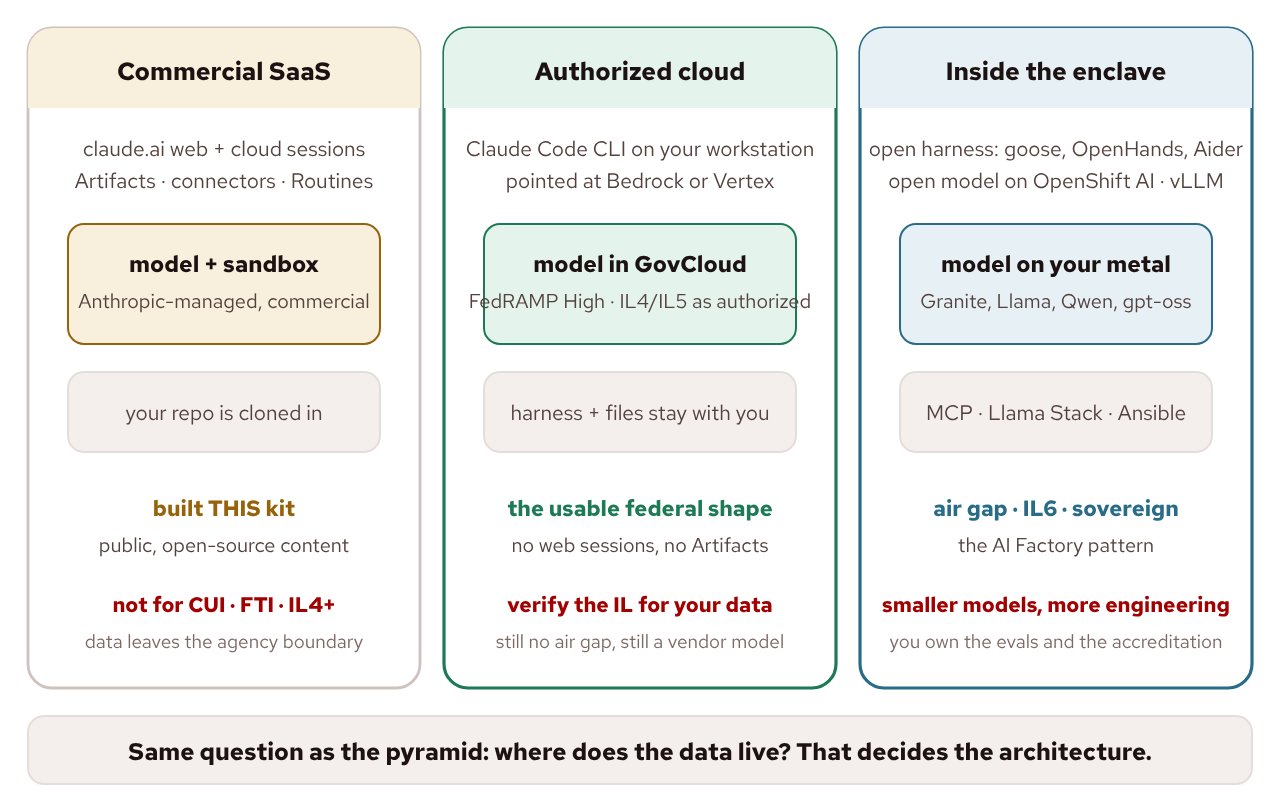 Commercial SaaS
claude.ai web + cloud sessions
Artifacts · connectors · Routines
model + sandbox
Anthropic-managed, commercial
your repo is cloned in
built THIS kit
public, open-source content
not for CUI · FTI · IL4+
data leaves the agency boundary
Authorized cloud
Claude Code CLI on your workstation
pointed at Bedrock or Vertex
model in GovCloud
FedRAMP High · IL4/IL5 as authorized
harness + files stay with you
the usable federal shape
no web sessions, no Artifacts
verify the IL for your data
still no air gap, still a vendor model
Inside the enclave
open harness: goose, OpenHands, Aider
open model on OpenShift AI · vLLM
model on your metal
Granite, Llama, Qwen, gpt-oss
MCP · Llama Stack · Ansible
air gap · IL6 · sovereign
the AI Factory pattern
smaller models, more engineering
you own the evals and the accreditation
Same question as the pyramid: where does the data live? That decides the architecture.